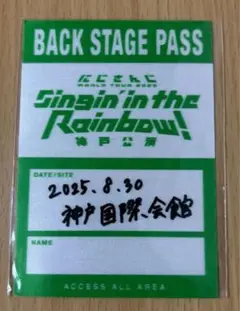 BACK STAGE PASS
にじさんじ
WORLD TOUR 2025
Singin' in the
Rainbow!
神戸公演
DATE/SITE
2025.8.30
神戸国際会館
NAME
ACCESS ALL AREA